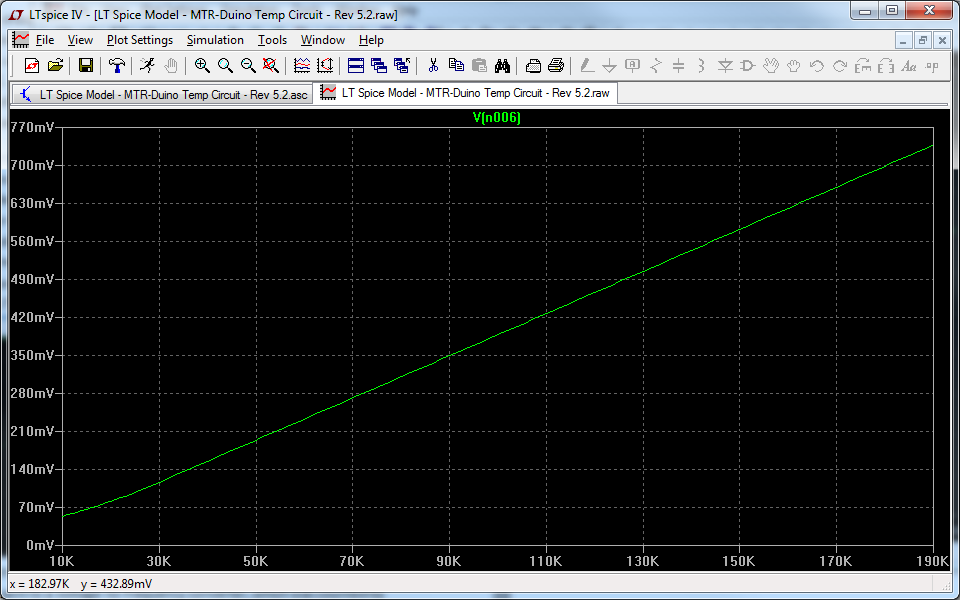 LTspice IV - [LT Spice Model - MTR-Duino Temp Circuit - Rev 5.2.raw]
File View Plot Settings Simulation Tools Window Help
LT Spice Model - MTR-Duino Temp Circuit - Rev 5.2.asc LT Spice Model - MTR-Duino Temp Circuit - Rev 5.2.raw
V(n006)
770mV
700mV
630mV
560mV
490mV
420mV
350mV
280mV
210mV
140mV
70mV
0mV
10K 30K 50K 70K 90K 110K 130K 150K 170K 190K
x = 182.97K y = 432.89mV